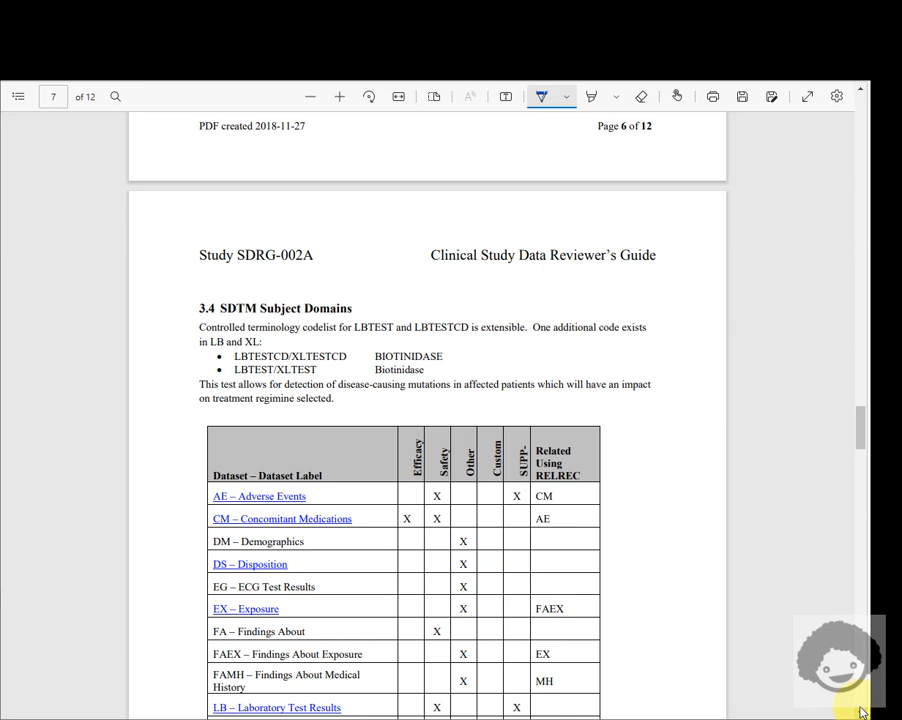 7 of 12
PDF created 2018-11-27 Page 6 of 12
Study SDRG-002A Clinical Study Data Reviewer's Guide
3.4 SDTM Subject Domains
Controlled terminology codelist for LBTEST and LBTESTCD is extensible. One additional code exists
in LB and XL:
• LBTESTCD/XLTESTCD BIOTINIDASE
• LBTEST/XLTEST Biotinidase
This test allows for detection of disease-causing mutations in affected patients which will have an impact
on treatment regimine selected.
Dataset – Dataset Label Efficacy Safety Other Custom SUPP- Related Using RELREC
AE – Adverse Events X X CM
CM – Concomitant Medications X X AE
DM – Demographics X
DS – Disposition X
EG – ECG Test Results X
EX – Exposure X FAEX
FA – Findings About X
FAEX – Findings About Exposure X EX
FAMH – Findings About Medical
History X MH
LB – Laboratory Test Results X X